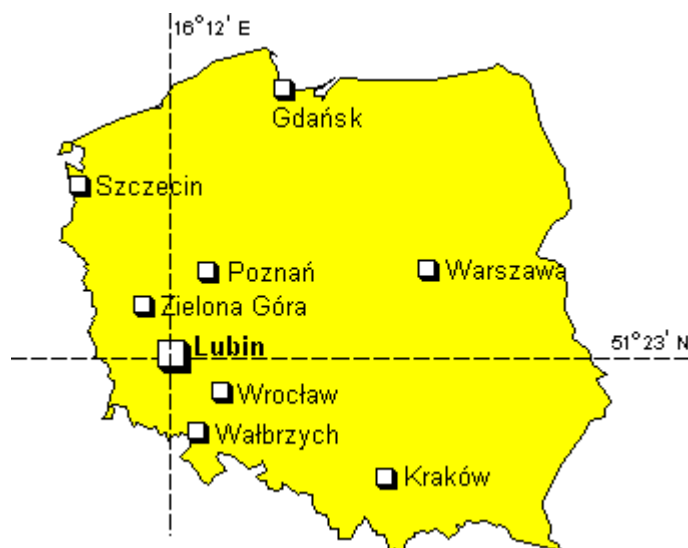 16°12' E
Gdańsk
Szczecin
Poznań
Warszawa
Zielona Góra
Lubin
51°23' N
Wrocław
Wałbrzych
Kraków